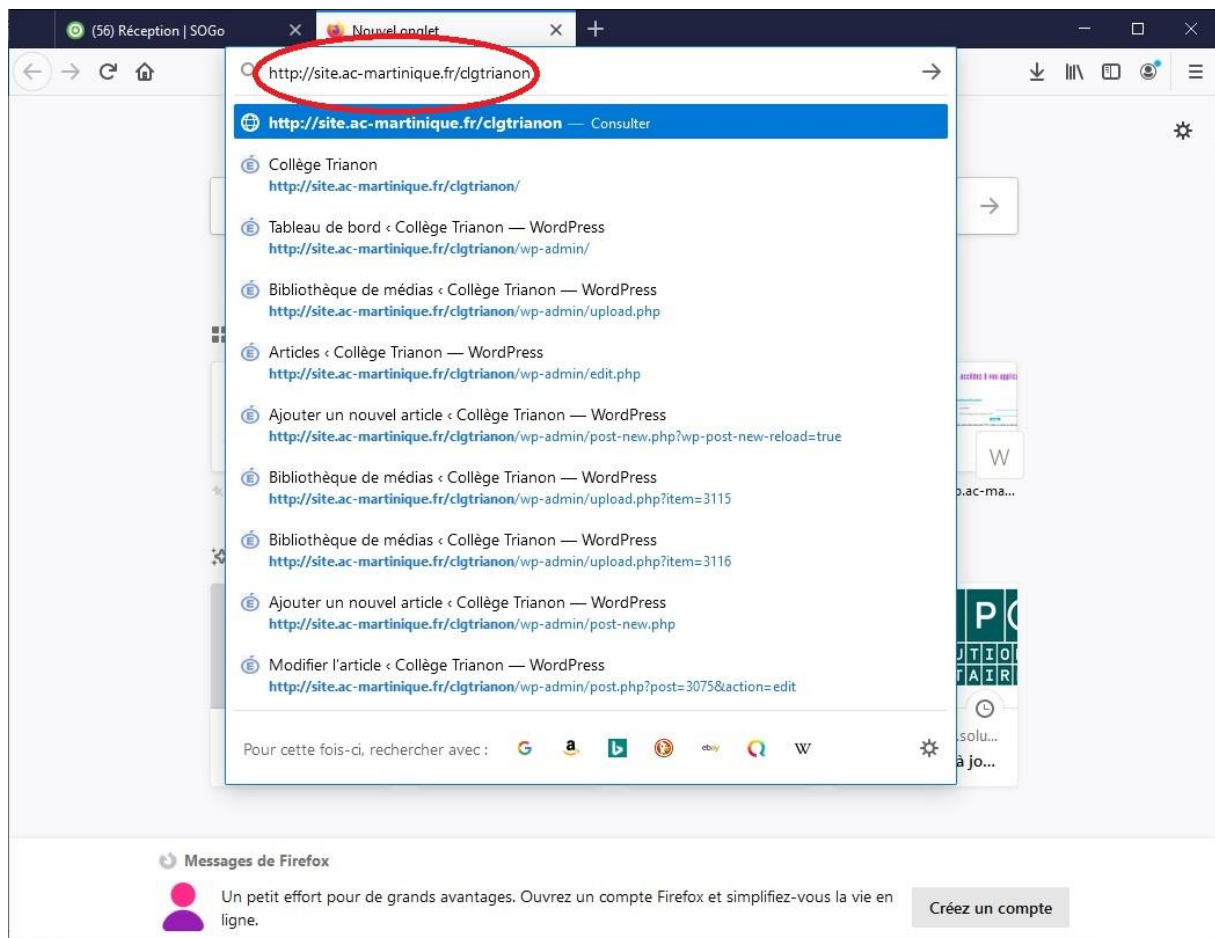 (56) Réception | SOGo
Nouvel onglet
http://site.ac-martinique.fr/clgtrianon
http://site.ac-martinique.fr/clgtrianon — Consulter
Collège Trianon
http://site.ac-martinique.fr/clgtrianon/
Tableau de bord ‹ Collège Trianon — WordPress
http://site.ac-martinique.fr/clgtrianon/wp-admin/
Bibliothèque de médias ‹ Collège Trianon — WordPress
http://site.ac-martinique.fr/clgtrianon/wp-admin/upload.php
Articles ‹ Collège Trianon — WordPress
http://site.ac-martinique.fr/clgtrianon/wp-admin/edit.php
Ajouter un nouvel article ‹ Collège Trianon — WordPress
http://site.ac-martinique.fr/clgtrianon/wp-admin/post-new.php?wp-post-new-reload=true
Bibliothèque de médias ‹ Collège Trianon — WordPress
http://site.ac-martinique.fr/clgtrianon/wp-admin/upload.php?item=3115
Bibliothèque de médias ‹ Collège Trianon — WordPress
http://site.ac-martinique.fr/clgtrianon/wp-admin/upload.php?item=3116
Ajouter un nouvel article ‹ Collège Trianon — WordPress
http://site.ac-martinique.fr/clgtrianon/wp-admin/post-new.php
Modifier l'article ‹ Collège Trianon — WordPress
http://site.ac-martinique.fr/clgtrianon/wp-admin/post.php?post=3075&action=edit
Pour cette fois-ci, rechercher avec :
ebay
W
accédez à vos
W
.ac-ma...
.solu...
à jo...
Messages de Firefox
Un petit effort pour de grands avantages. Ouvrez un compte Firefox et simplifiez-vous la vie en
ligne.
Créez un compte